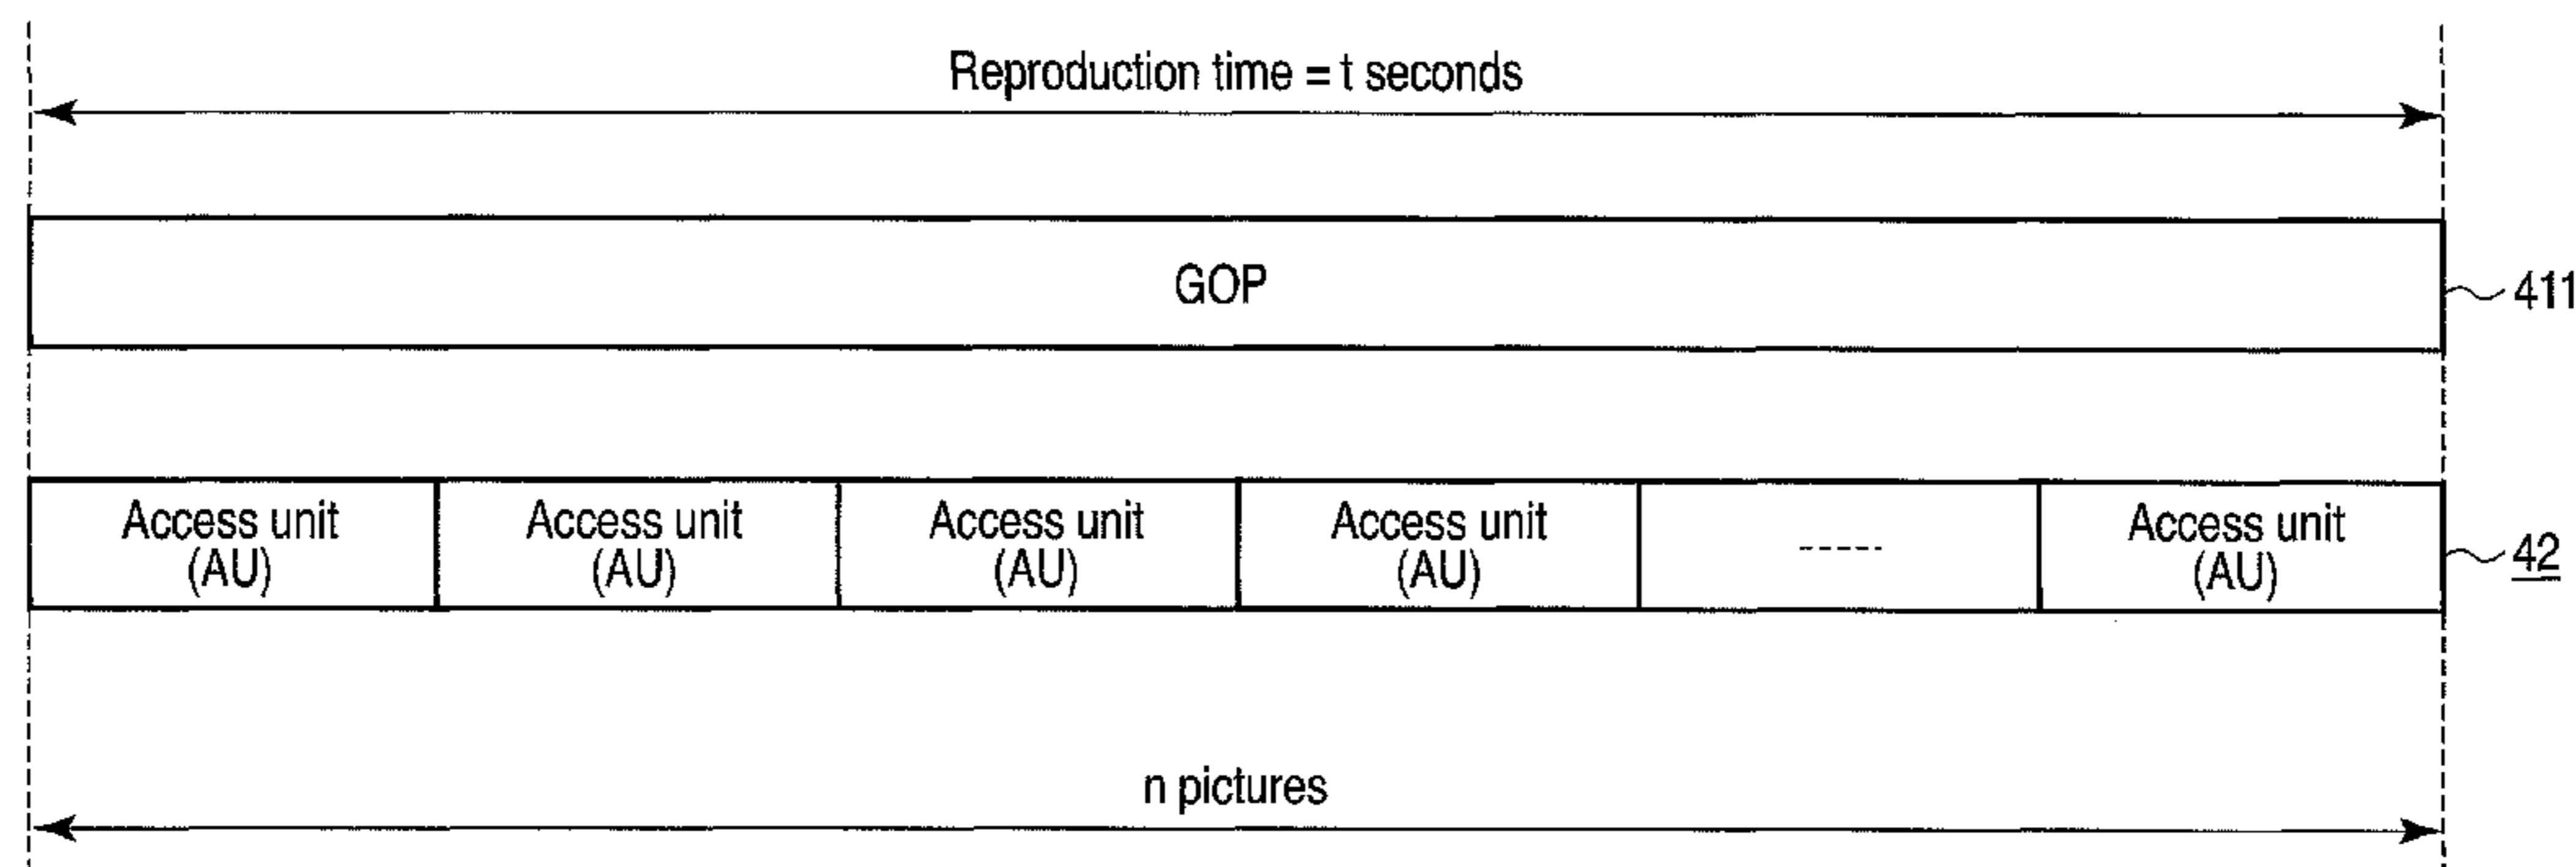 Reproduction time = t seconds
GOP
411
Access unit
(AU)
Access unit
(AU)
Access unit
(AU)
Access unit
(AU)
-----
Access unit
(AU)
42
n pictures